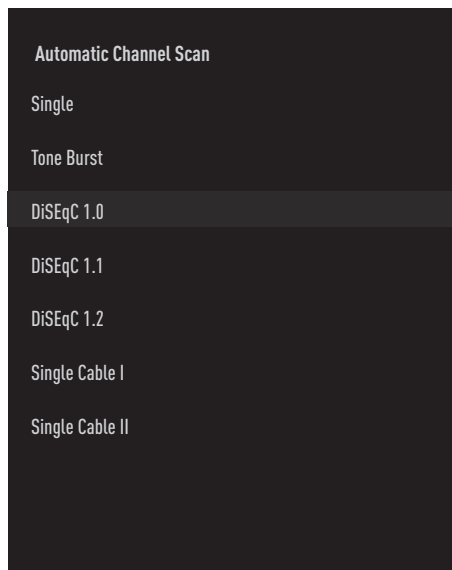 Automatic Channel Scan
Single
Tone Burst
DiSEqC 1.0
DiSEqC 1.1
DiSEqC 1.2
Single Cable I
Single Cable II